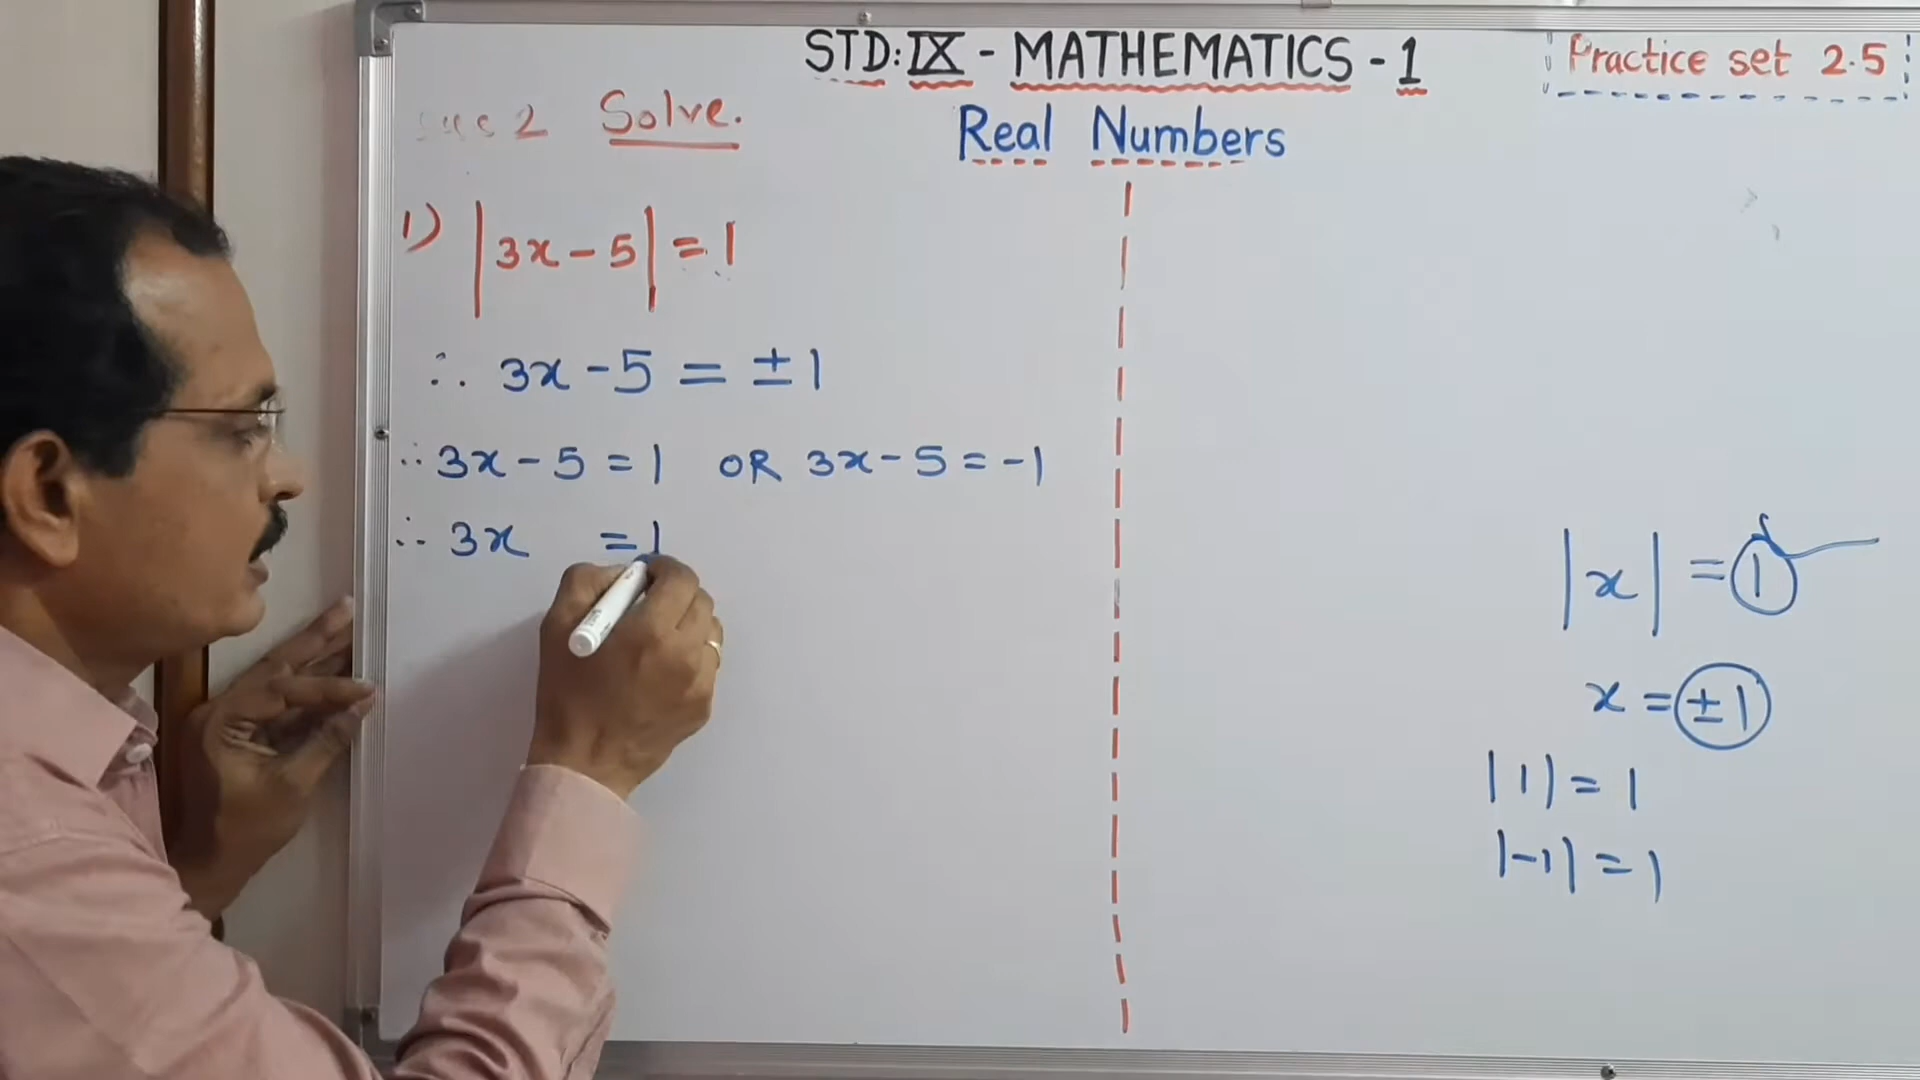 STD: IX - MATHEMATICS - 1
Practice set 2.5
Real Numbers
2 Solve.
1) |3x - 5| = 1
∴ 3x - 5 = ± 1
∴ 3x - 5 = 1 OR 3x - 5 = -1
∴ 3x = 1
|x| = 1
x = ± 1
|1| = 1
|-1| = 1